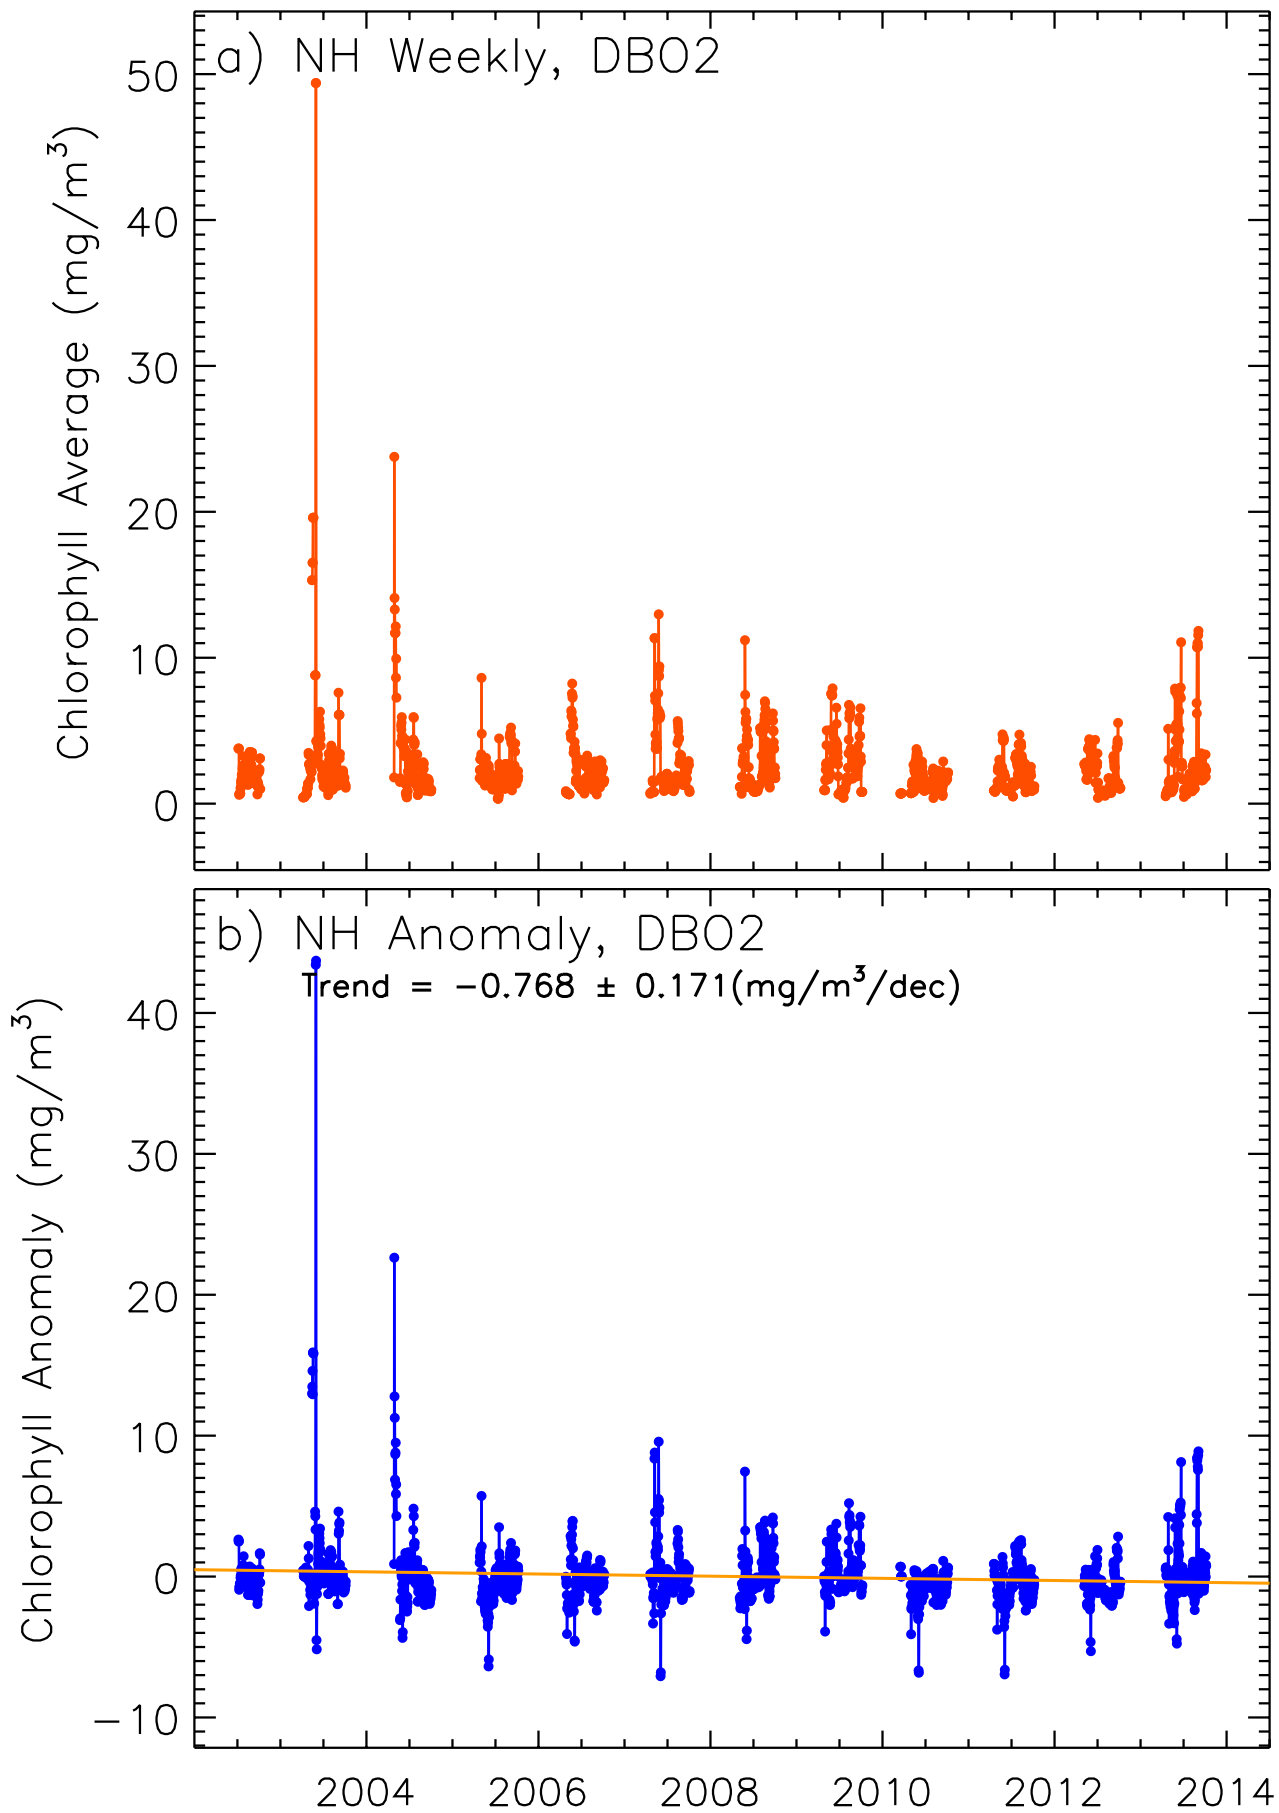 a) NH Weekly, DBO2
50
40
30
20
10
0
Chlorophyll Average (mg/m³)
b) NH Anomaly, DBO2
Trend = −0.768 ± 0.171(mg/m³/dec)
40
30
20
10
0
−10
Chlorophyll Anomaly (mg/m³)
2004 2006 2008 2010 2012 2014